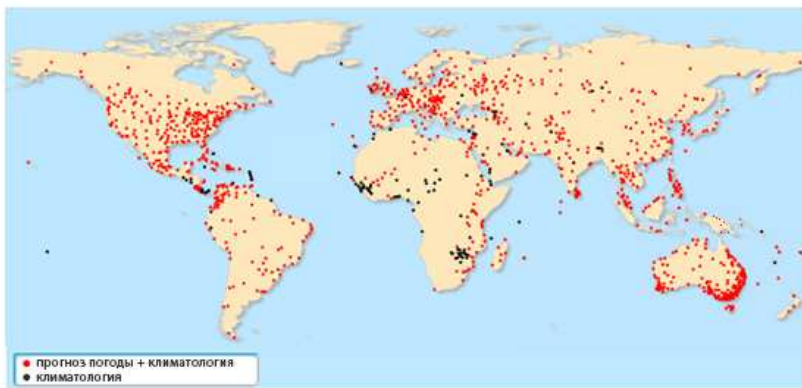 прогноз погоды + климатология
климатология